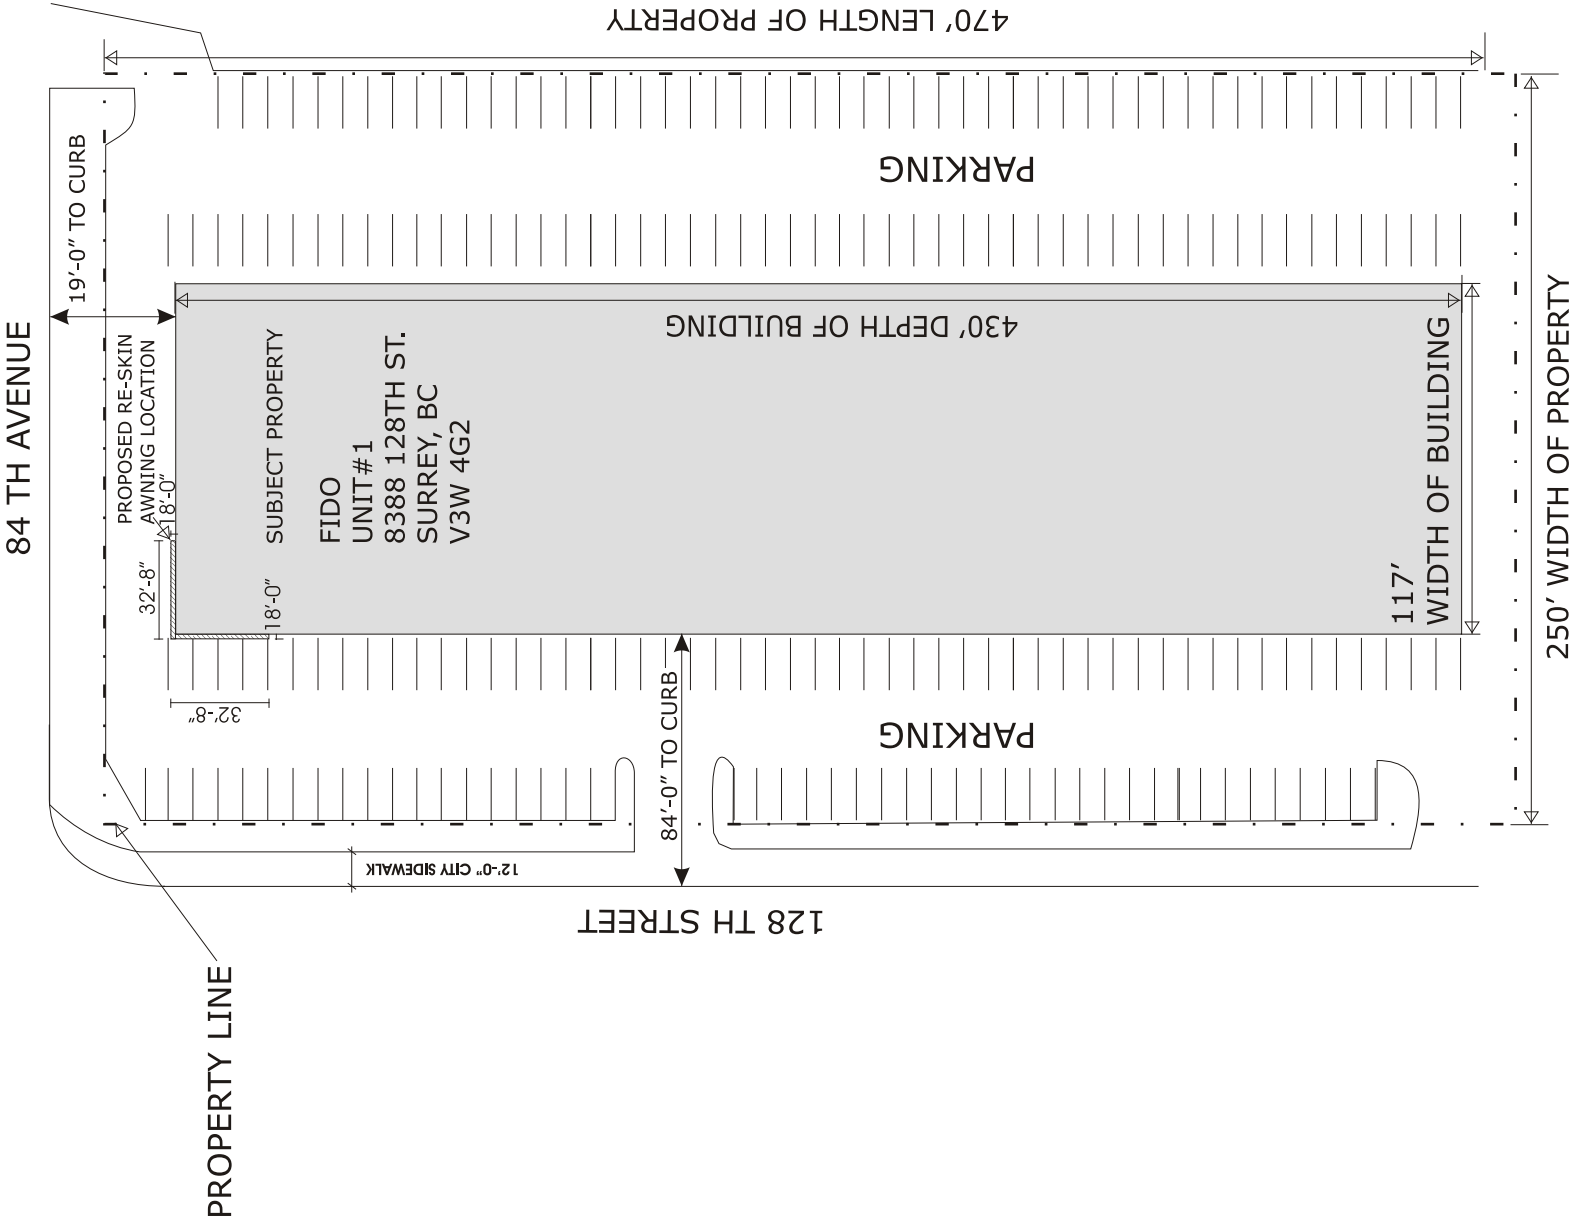 470' LENGTH OF PROPERTY
84 TH AVENUE
19'-0" TO CURB
PARKING
PROPOSED RE-SKIN
AWNING LOCATION
18'-0"
32'-8"
SUBJECT PROPERTY
FIDO
UNIT#1
8388 128TH ST.
SURREY, BC
V3W 4G2
430' DEPTH OF BUILDING
117'
WIDTH OF BUILDING
250' WIDTH OF PROPERTY
18'-0"
32'-8"
84'-0" TO CURB
PARKING
12'-0" CITY SIDEWALK
128 TH STREET
PROPERTY LINE